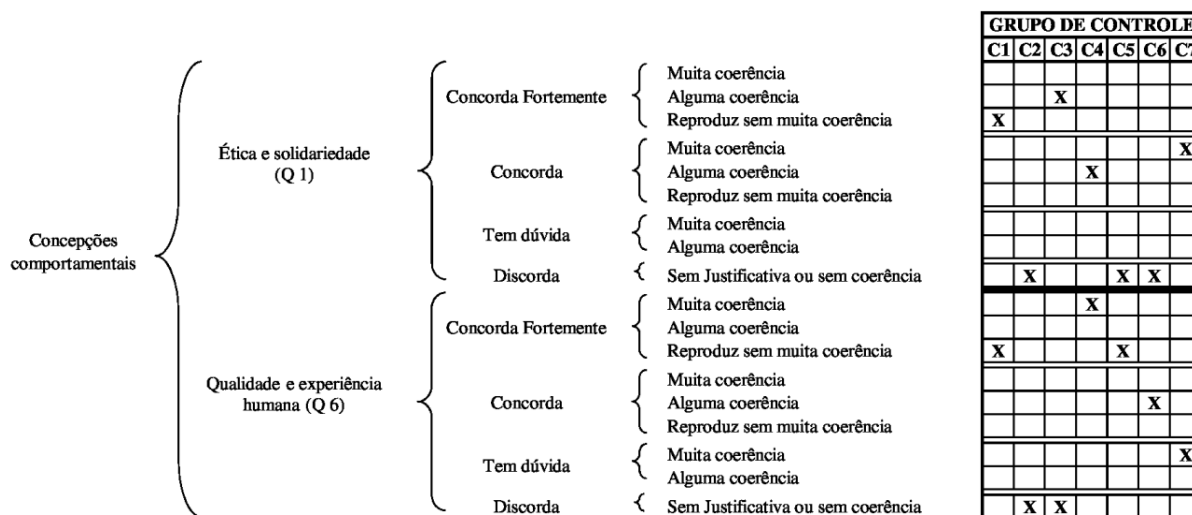 GRUPO DE CONTROLE
C1 C2 C3 C4 C5 C6 C7
Concepções
comportamentais
Ética e solidariedade
(Q 1)
Concorda Fortemente
Muita coerência
Alguma coerência X
Reproduz sem muita coerência X
Concorda
Muita coerência X
Alguma coerência X
Reproduz sem muita coerência
Tem dúvida
Muita coerência
Alguma coerência
Discorda
Sem Justificativa ou sem coerência X X X
Qualidade e experiência
humana (Q 6)
Concorda Fortemente
Muita coerência X
Alguma coerência
Reproduz sem muita coerência X X
Concorda
Muita coerência
Alguma coerência X
Reproduz sem muita coerência
Tem dúvida
Muita coerência X
Alguma coerência
Discorda
Sem Justificativa ou sem coerência X X